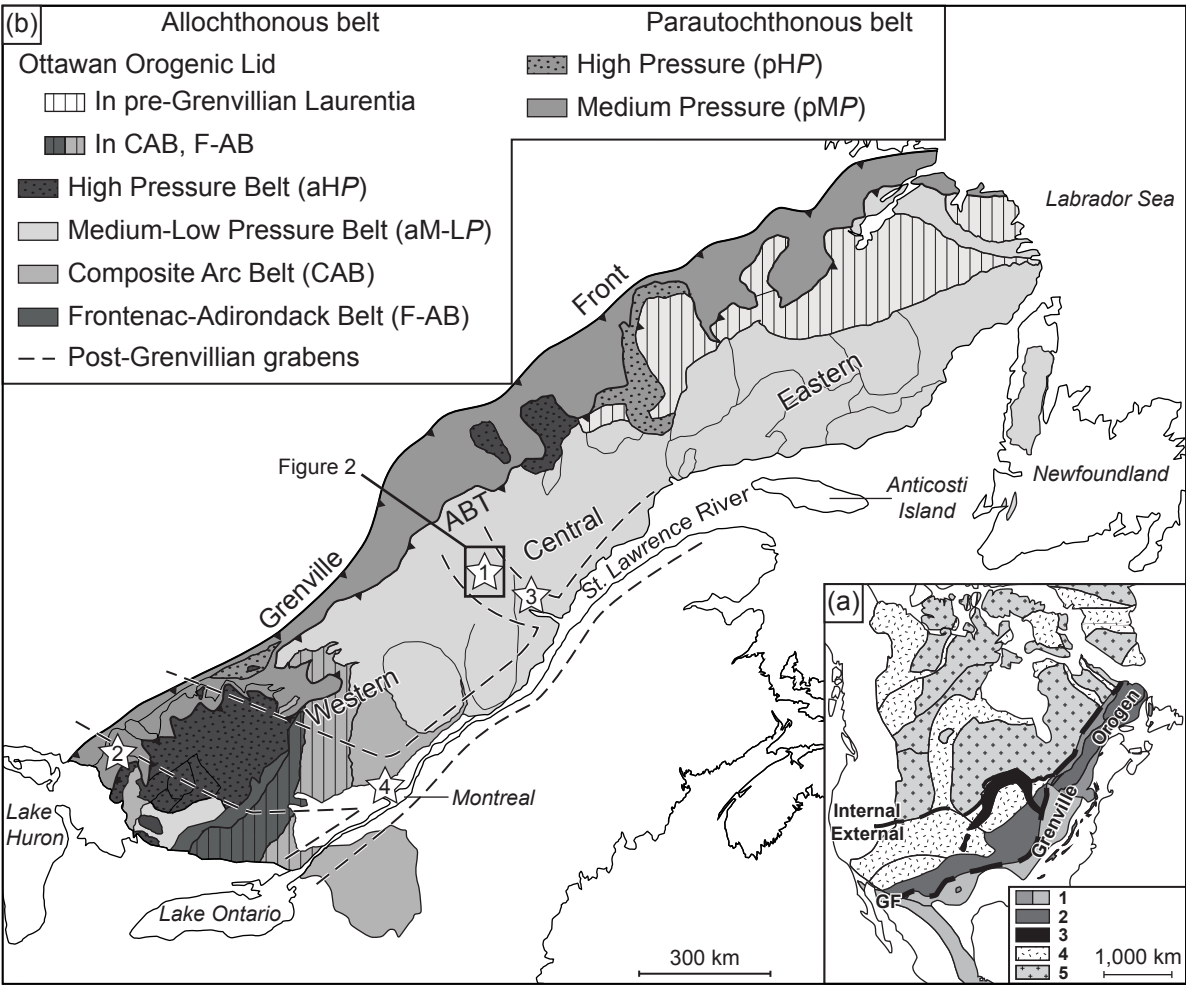 (b)
Allochthonous belt
Parautochthonous belt
Ottawan Orogenic Lid
High Pressure (pHP)
In pre-Grenvillian Laurentia
Medium Pressure (pMP)
In CAB, F-AB
High Pressure Belt (aHP)
Medium-Low Pressure Belt (aM-LP)
Composite Arc Belt (CAB)
Frontenac-Adirondack Belt (F-AB)
Post-Grenvillian grabens
Labrador Sea
Front
Eastern
Figure 2
ABT
Newfoundland
Anticosti
Island
Central
St. Lawrence River
1
3
Grenville
Western
2
4
Montreal
Lake
Huron
Lake Ontario
300 km
(a)
Orogen
Internal
External
Grenville
GF
1
2
3
4
5
1,000 km